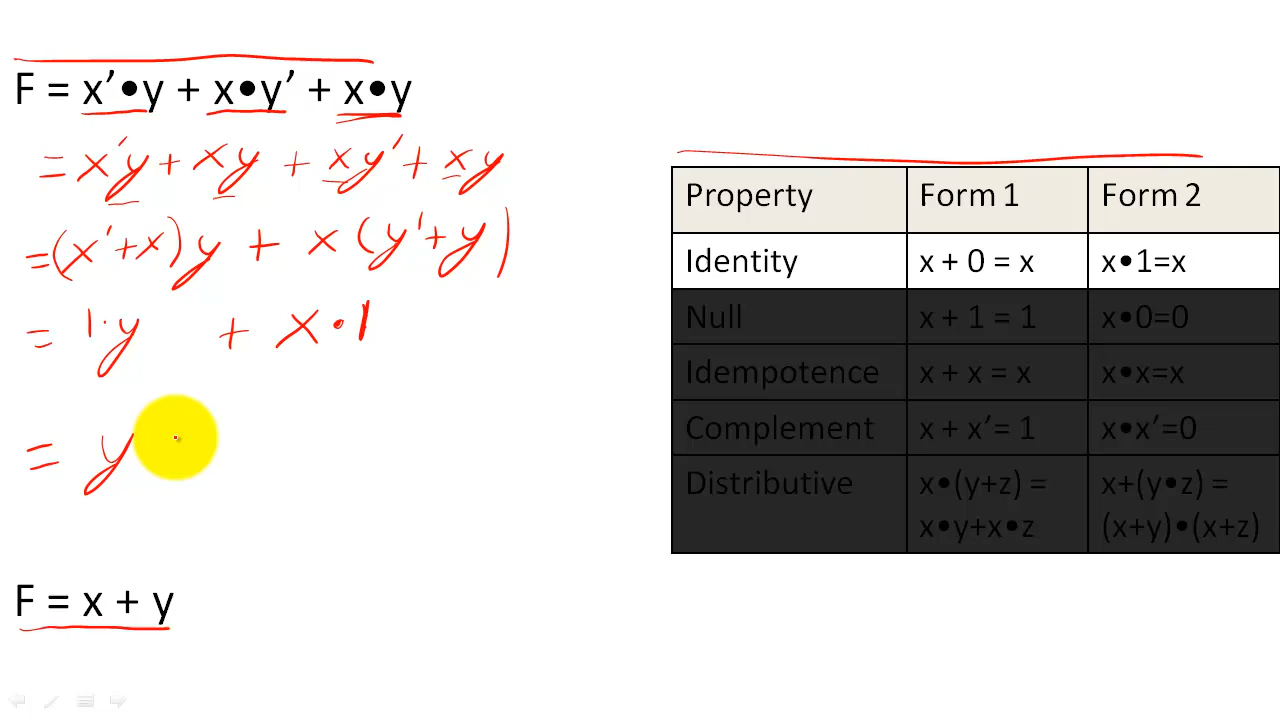 F = x′•y + x•y′ + x•y
= x'y + xy + xy' + xy
= (x'+x)y + x(y'+y)
= 1·y + x•1
= y
F = x + y
Property Form 1 Form 2
Identity x + 0 = x x•1=x
Null x + 1 = 1 x•0=0
Idempotence x + x = x x•x=x
Complement x + x′= 1 x•x′=0
Distributive x•(y+z) = x+(y•z) =
x•y+x•z (x+y)•(x+z)